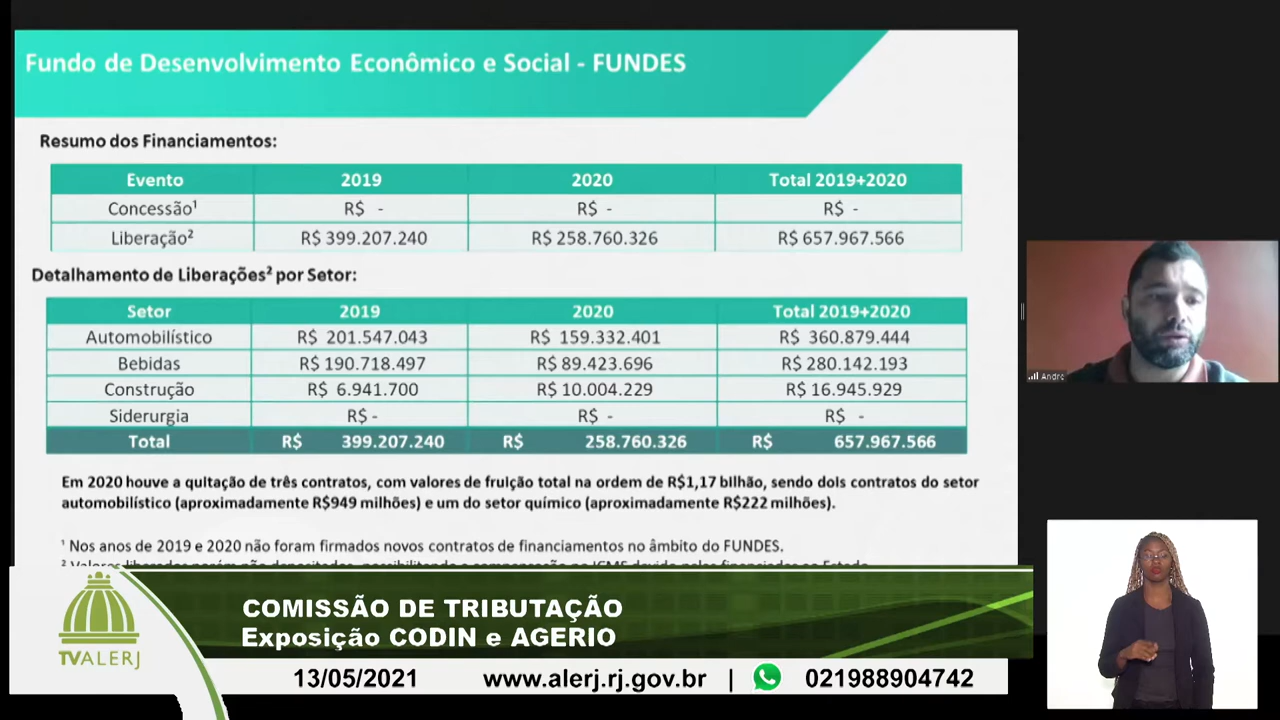 Fundo de Desenvolvimento Econômico e Social - FUNDES
Resumo dos Financiamentos:
Evento 2019 2020 Total 2019+2020
Concessão¹ R$ - R$ - R$ -
Liberação² R$ 399.207.240 R$ 258.760.326 R$ 657.967.566
Detalhamento de Liberações² por Setor:
Setor 2019 2020 Total 2019+2020
Automobilístico R$ 201.547.043 R$ 159.332.401 R$ 360.879.444
Bebidas R$ 190.718.497 R$ 89.423.696 R$ 280.142.193
Construção R$ 6.941.700 R$ 10.004.229 R$ 16.945.929
Siderurgia R$ - R$ - R$ -
Total R$ 399.207.240 R$ 258.760.326 R$ 657.967.566
Em 2020 houve a quitação de três contratos, com valores de fruição total na ordem de R$1,17 bilhão, sendo dois contratos do setor
automobilístico (aproximadamente R$949 milhões) e um do setor químico (aproximadamente R$222 milhões).
¹ Nos anos de 2019 e 2020 não foram firmados novos contratos de financiamentos no âmbito do FUNDES.
Andre
COMISSÃO DE TRIBUTAÇÃO
Exposição CODIN e AGERIO
TVALERJ
13/05/2021 www.alerj.rj.gov.br | 021988904742